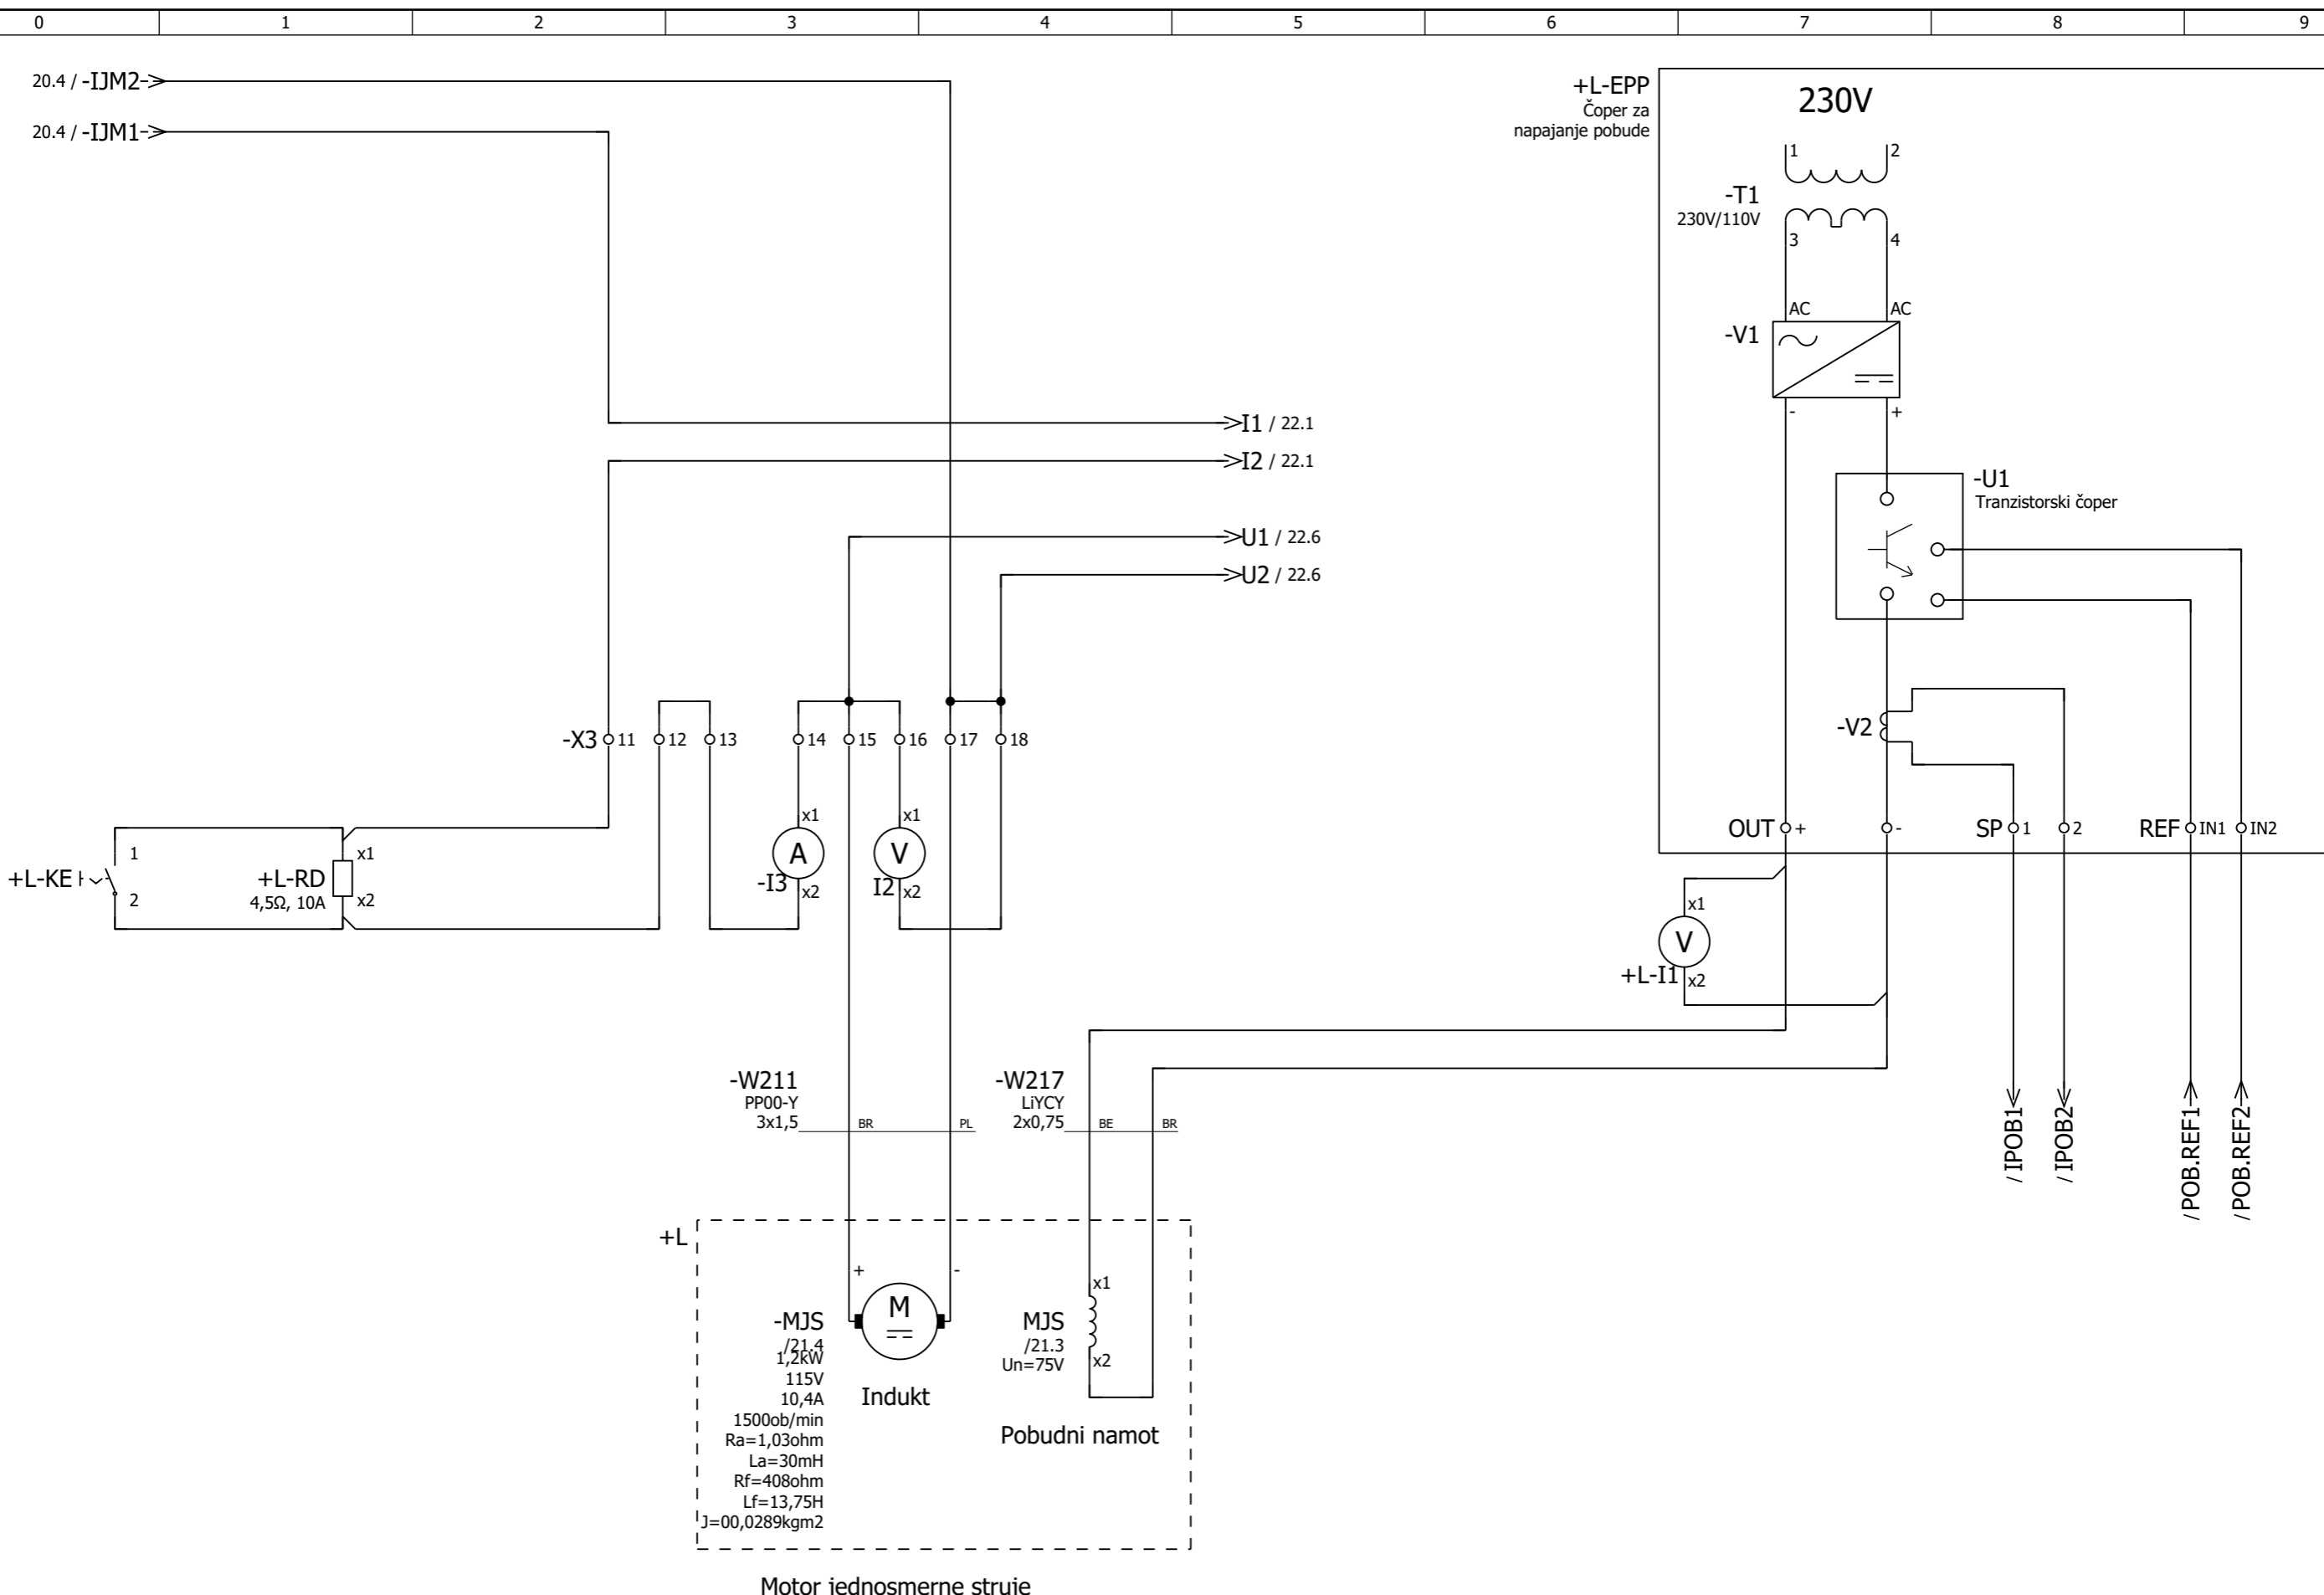 0 1 2 3 4 5 6 7 8 9
20.4 / -IJM2
20.4 / -IJM1
+L-EPP
Čoper za
napajanje pobude
230V
1 2
-T1
230V/110V
3 4
AC AC
-V1
- +
I1 / 22.1
I2 / 22.1
-U1
Tranzistorski čoper
U1 / 22.6
U2 / 22.6
-V2
-X3 11 12 13 14 15 16 17 18
OUT + - SP 1 2 REF IN1 IN2
+L-KE
1
2
+L-RD
4,5Ω, 10A
x1
x2
x1
A
-I3
x2
x1
V
I2
x2
x1
V
+L-I1
x2
-W211
PP00-Y
3x1,5
BR PL
-W217
LiYCY
2x0,75
BE BR
/ IPOB1
/ IPOB2
/ POB.REF1
/ POB.REF2
+L
+ -
M
-MJS
/21.4
1,2kW
115V
10,4A
1500ob/min
Ra=1,03ohm
La=30mH
Rf=408ohm
Lf=13,75H
J=00,0289kgm2
Indukt
x1
MJS
/21.3
Un=75V
x2
Pobudni namot
Motor jednosmerne struje